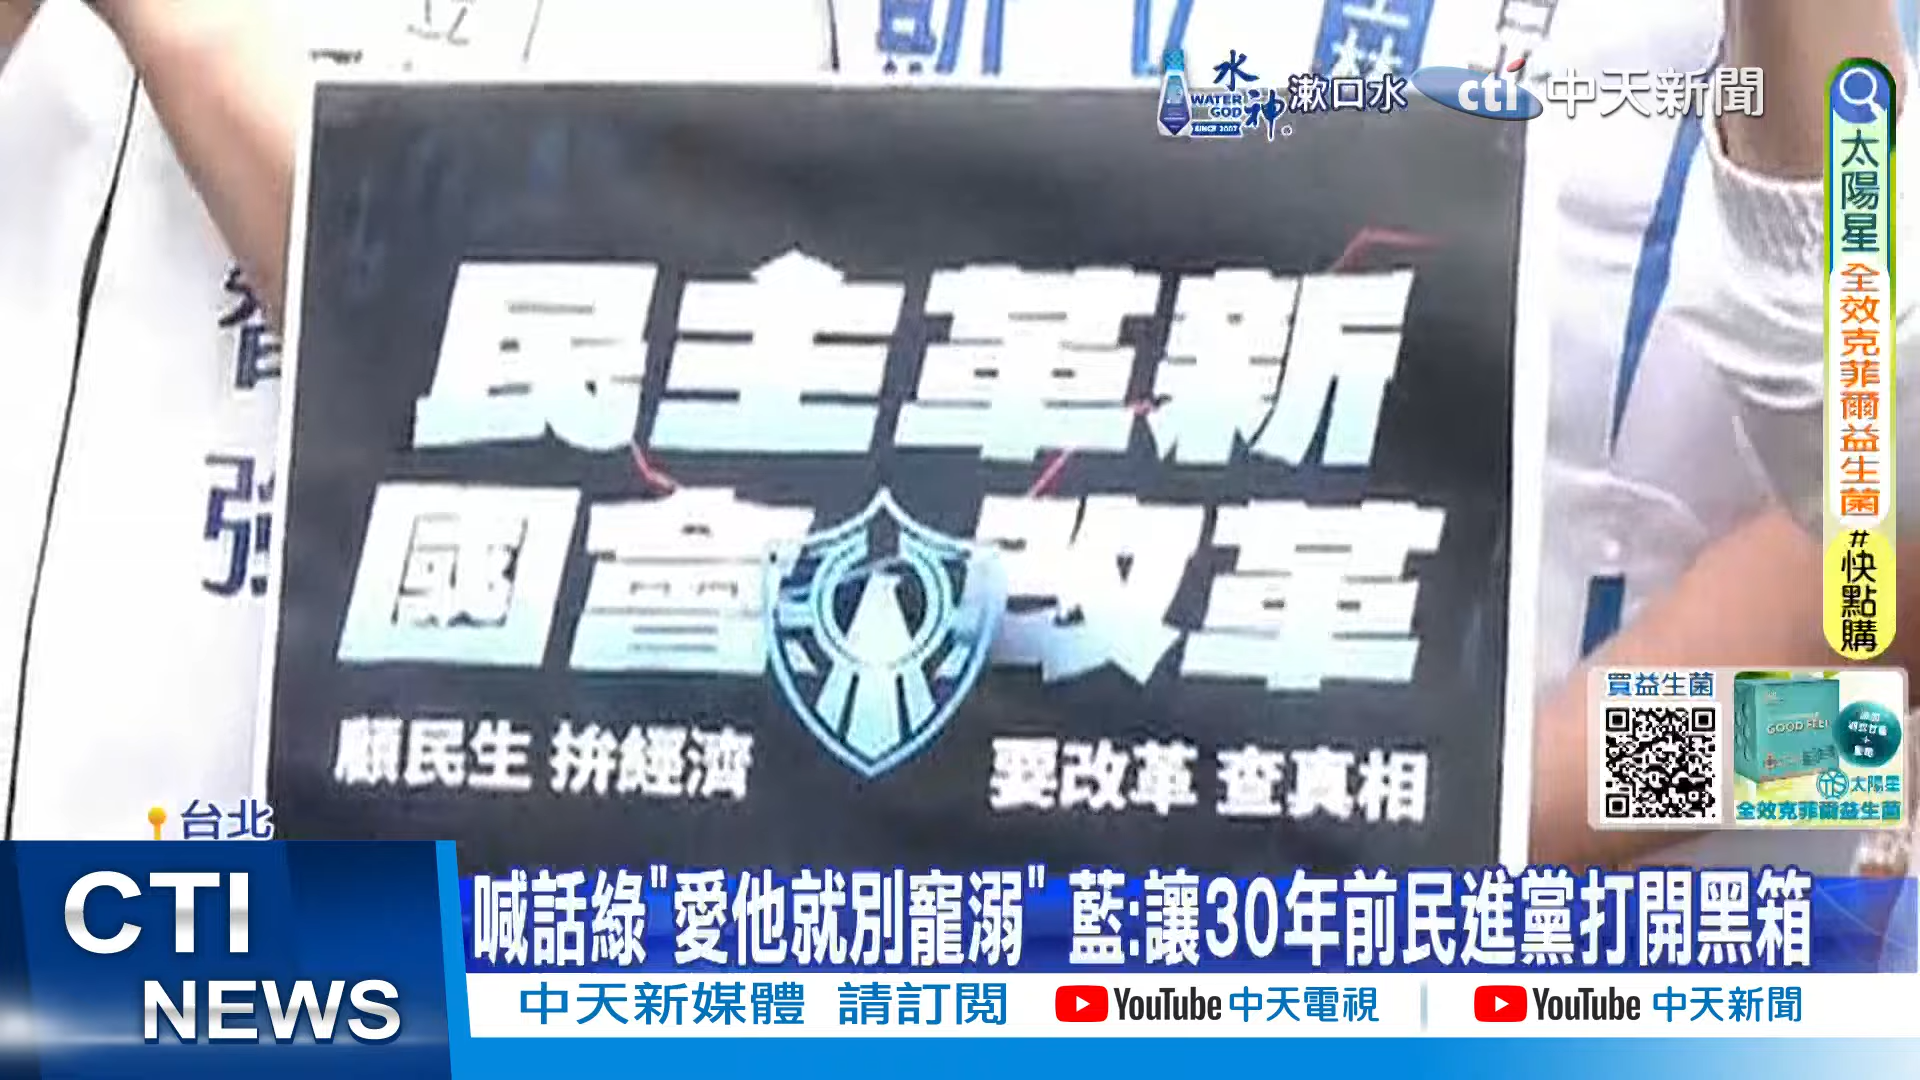 水神
WATER GOD
SINCE 2007
漱口水
cti 中天新聞
太陽星 全效克菲爾益生菌 #快點購
民主革新
國會改革
顧民生 拚經濟
要改革 查真相
買益生菌
GOOD FEEL
太陽星
全效克菲爾益生菌
台北
CTI NEWS
喊話綠"愛他就別寵溺" 藍:讓30年前民進黨打開黑箱
中天新媒體 請訂閱 YouTube 中天電視 | YouTube 中天新聞